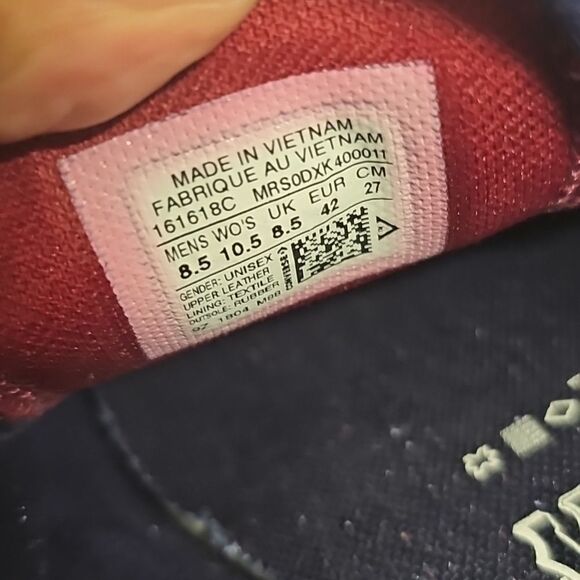 MADE IN VIETNAM
FABRIQUE AU VIETNAM
161618C MRS0DXK400011
MENS WO'S UK EUR CM
8.5 10.5 8.5 42 27
GENDER: UNISEX
UPPER LEATHER
LINING: TEXTILE
OUTSOLE: RUBBER
CONVERSE